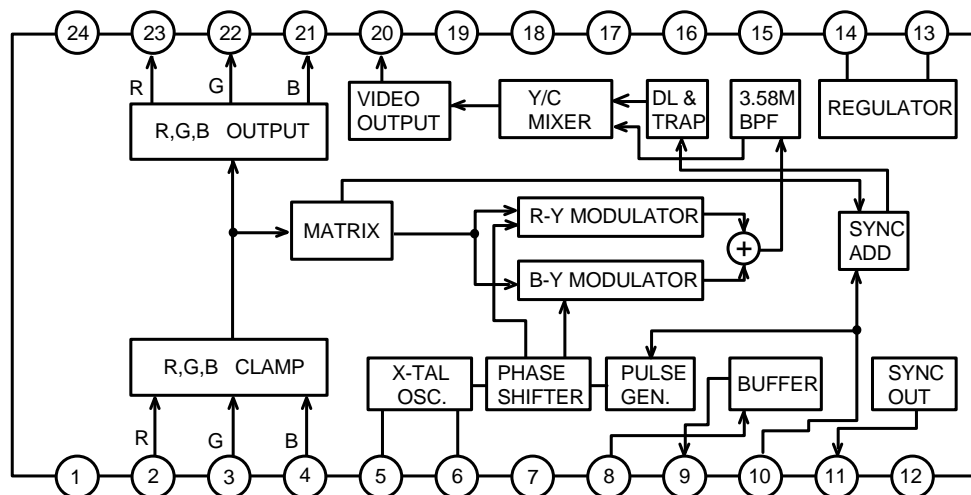 24 23 22 21 20 19 18 17 16 15 14 13
R G B
R,G,B OUTPUT
VIDEO
OUTPUT
Y/C
MIXER
DL &
TRAP
3.58M
BPF
REGULATOR
MATRIX
R-Y MODULATOR
+
B-Y MODULATOR
SYNC
ADD
R,G,B CLAMP
X-TAL
OSC.
PHASE
SHIFTER
PULSE
GEN.
BUFFER
SYNC
OUT
R G B
1 2 3 4 5 6 7 8 9 10 11 12